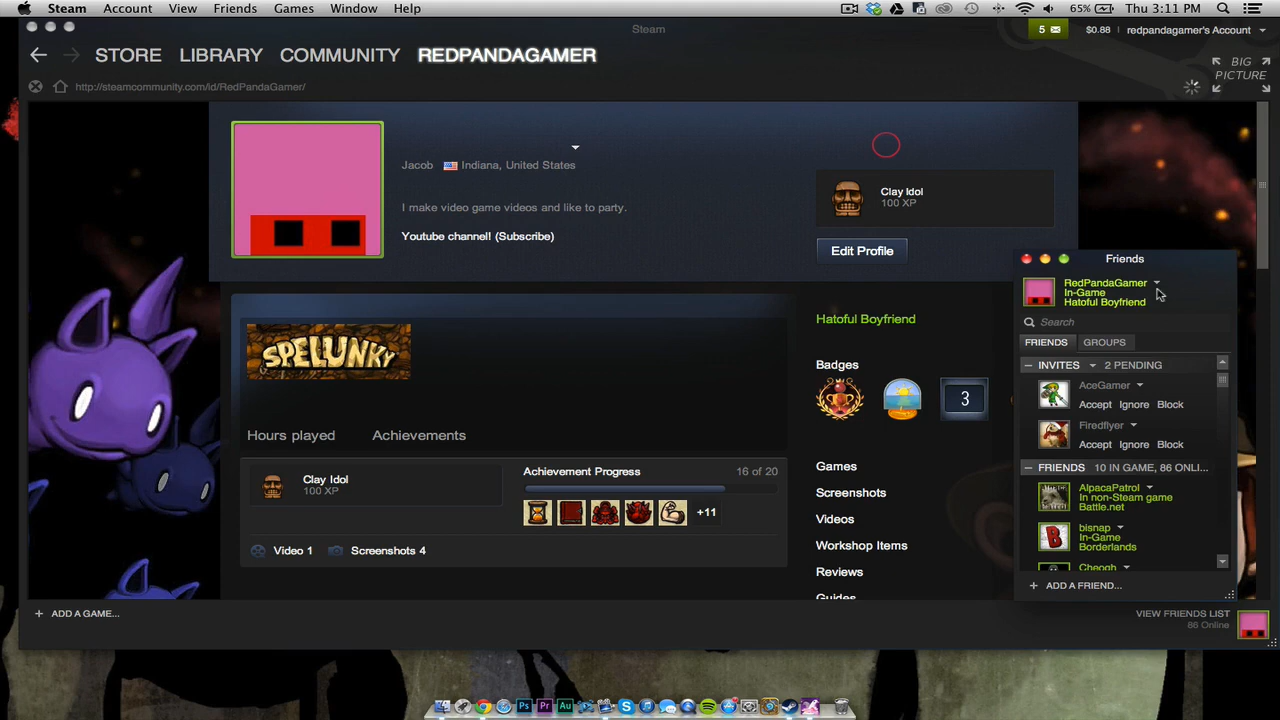 Steam Account View Friends Games Window Help
65% Thu 3:11 PM
Steam
5 $0.88 redpandagamer's Account
STORE LIBRARY COMMUNITY REDPANDAGAMER
BIG
PICTURE
http://steamcommunity.com/id/RedPandaGamer/
Jacob Indiana, United States
I make video game videos and like to party.
Youtube channel! (Subscribe)
Clay Idol
100 XP
Edit Profile
SPELUNKY
Hours played Achievements
Clay Idol
100 XP
Achievement Progress 16 of 20
+11
Video 1 Screenshots 4
Hatoful Boyfriend
Badges
3
Games
Screenshots
Videos
Workshop Items
Reviews
Guides
Friends
RedPandaGamer
In-Game
Hatoful Boyfriend
Search
FRIENDS GROUPS
INVITES 2 PENDING
AceGamer
Accept Ignore Block
Firedflyer
Accept Ignore Block
FRIENDS 10 IN GAME, 86 ONLI...
AlpacaPatrol
In non-Steam game
Battle.net
B
bisnap
In-Game
Borderlands
Cheogh
+ ADD A FRIEND...
+ ADD A GAME...
VIEW FRIENDS LIST
86 Online
Ps Pr Au